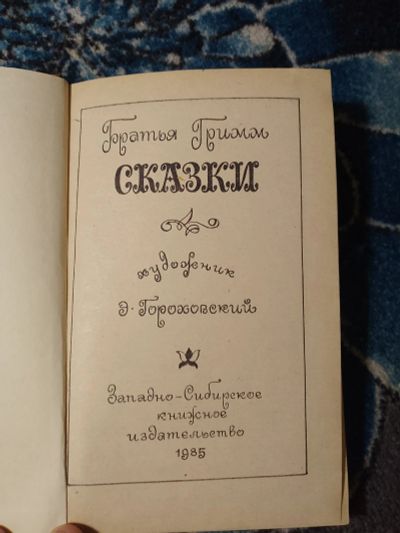 Братья Гримм
СКАЗКИ
художник
Э. Гороховский
Западно-Сибирское
книжное
издательство
1985